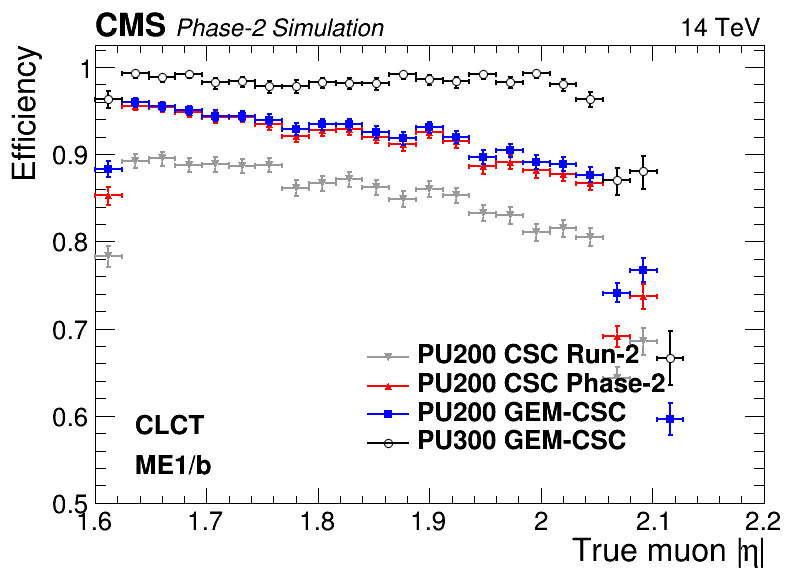 CMS Phase-2 Simulation 14 TeV
Efficiency
1
0.9
0.8
0.7
0.6
0.5
PU200 CSC Run-2
PU200 CSC Phase-2
PU200 GEM-CSC
PU300 GEM-CSC
CLCT
ME1/b
1.6 1.7 1.8 1.9 2 2.1 2.2
True muon |η|